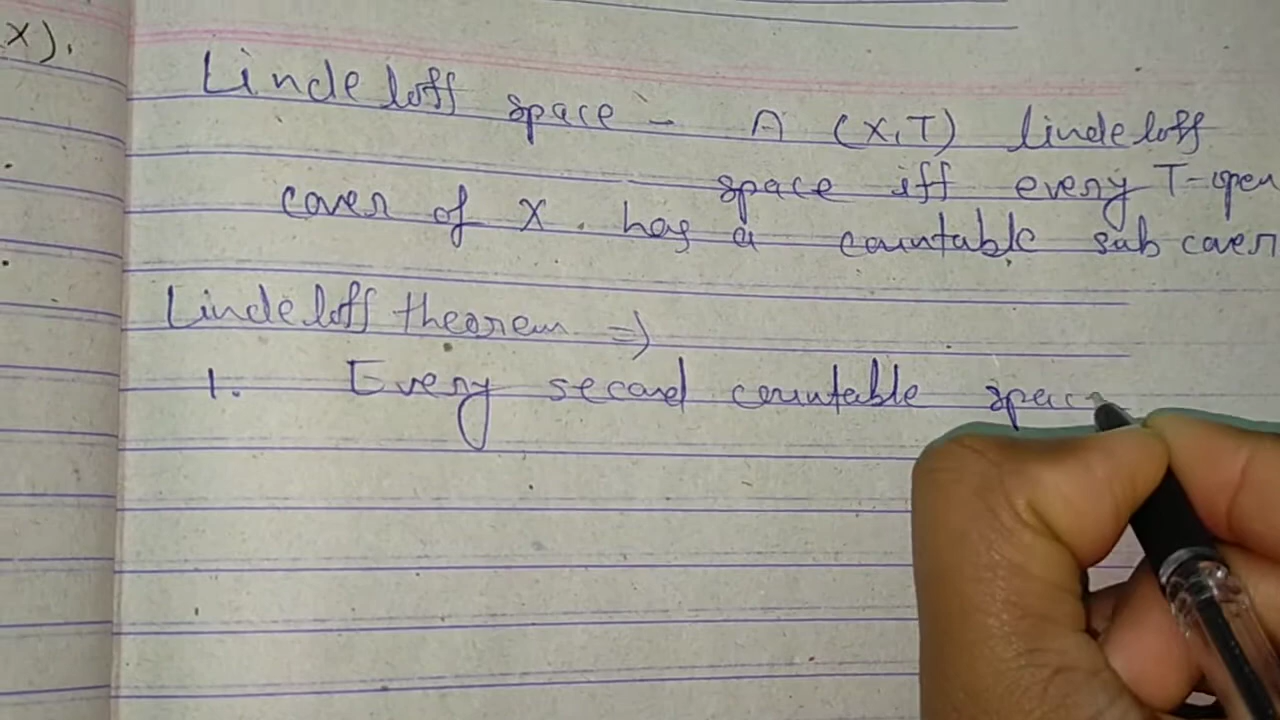 x).
Lindeloff space - A (X,T) lindeloff
space iff every T-open
cover of X. has a countable sub cover
Lindeloff theorem =>
1. Every second countable spac